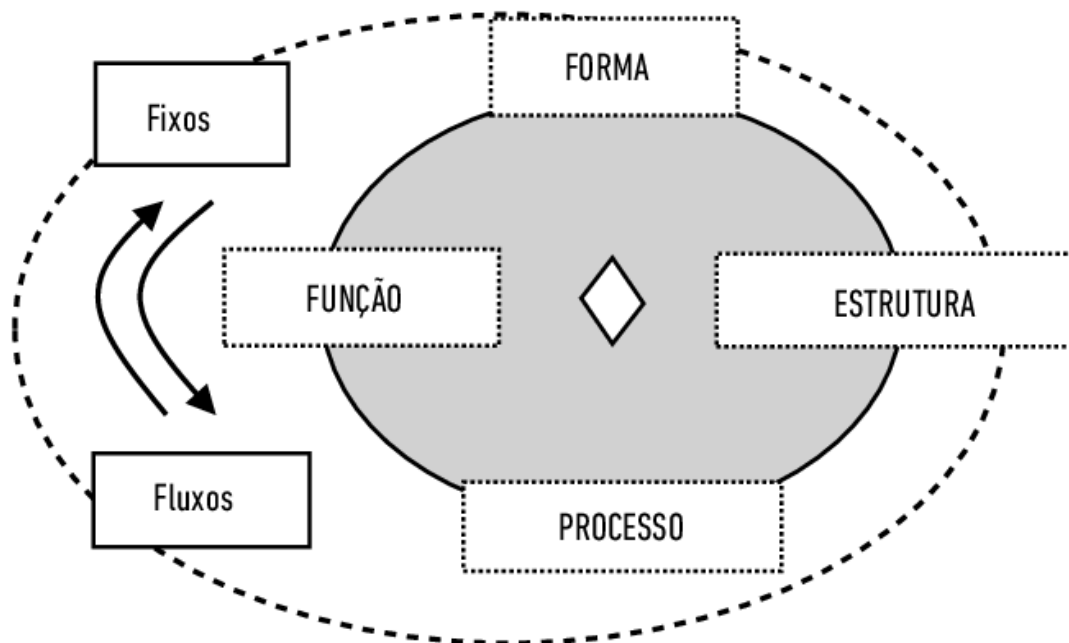 FORMA
Fixos
FUNÇÃO
ESTRUTURA
Fluxos
PROCESSO